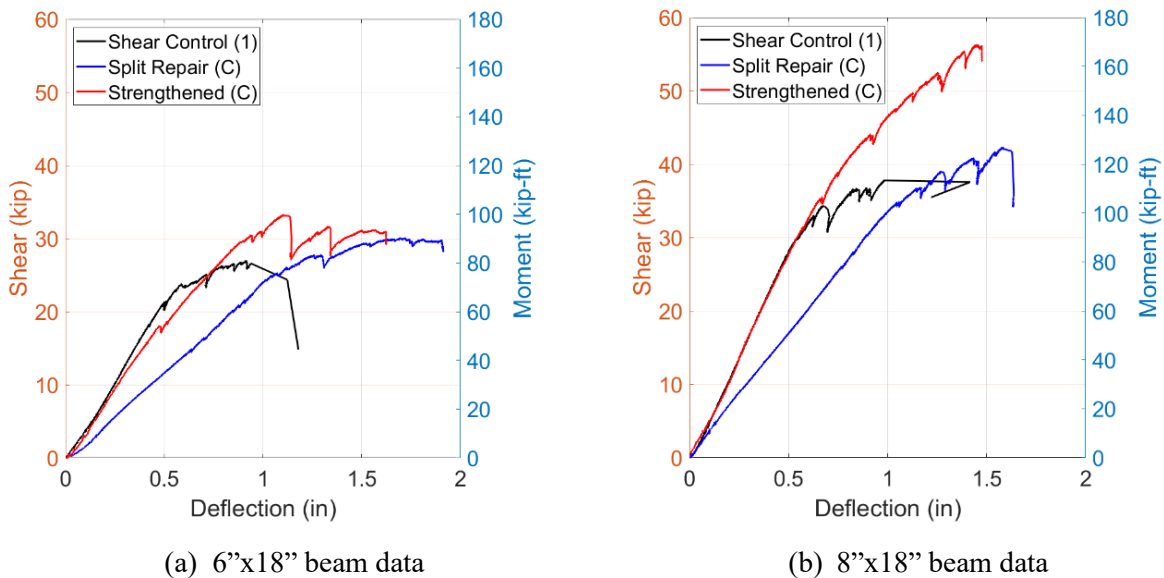 60
50
40
30
20
10
0
Shear (kip)
Shear Control (1)
Split Repair (C)
Strengthened (C)
180
160
140
120
100
80
60
40
20
0
Moment (kip-ft)
0 0.5 1 1.5 2
Deflection (in)
(a) 6”x18” beam data
60
50
40
30
20
10
0
Shear (kip)
Shear Control (1)
Split Repair (C)
Strengthened (C)
180
160
140
120
100
80
60
40
20
0
Moment (kip-ft)
0 0.5 1 1.5 2
Deflection (in)
(b) 8”x18” beam data